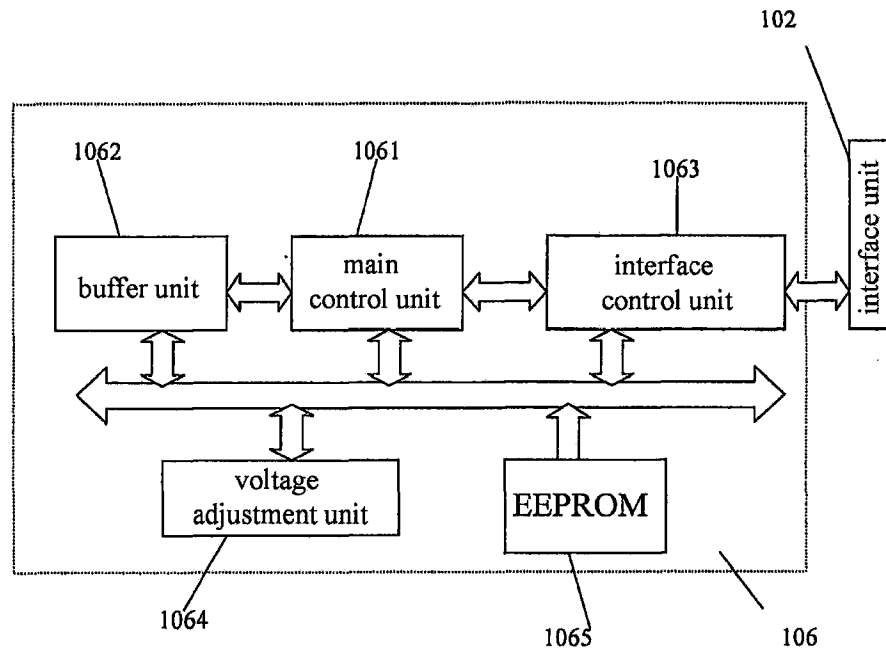 102
1062
1061
1063
buffer unit
main
control unit
interface
control unit
interface unit
voltage
adjustment unit
EEPROM
1064
1065
106